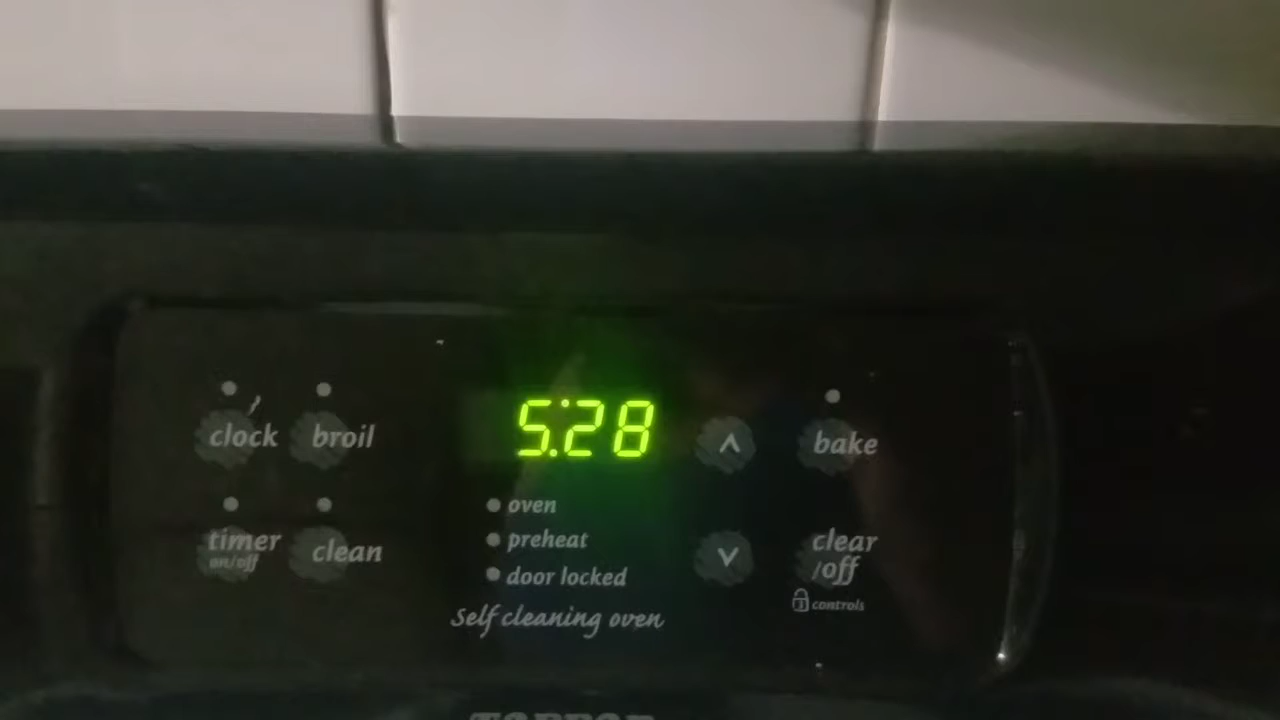 5:28
clock broil bake
oven
preheat
door locked
timer
on/off
clean
clear
/off
controls
Self cleaning oven